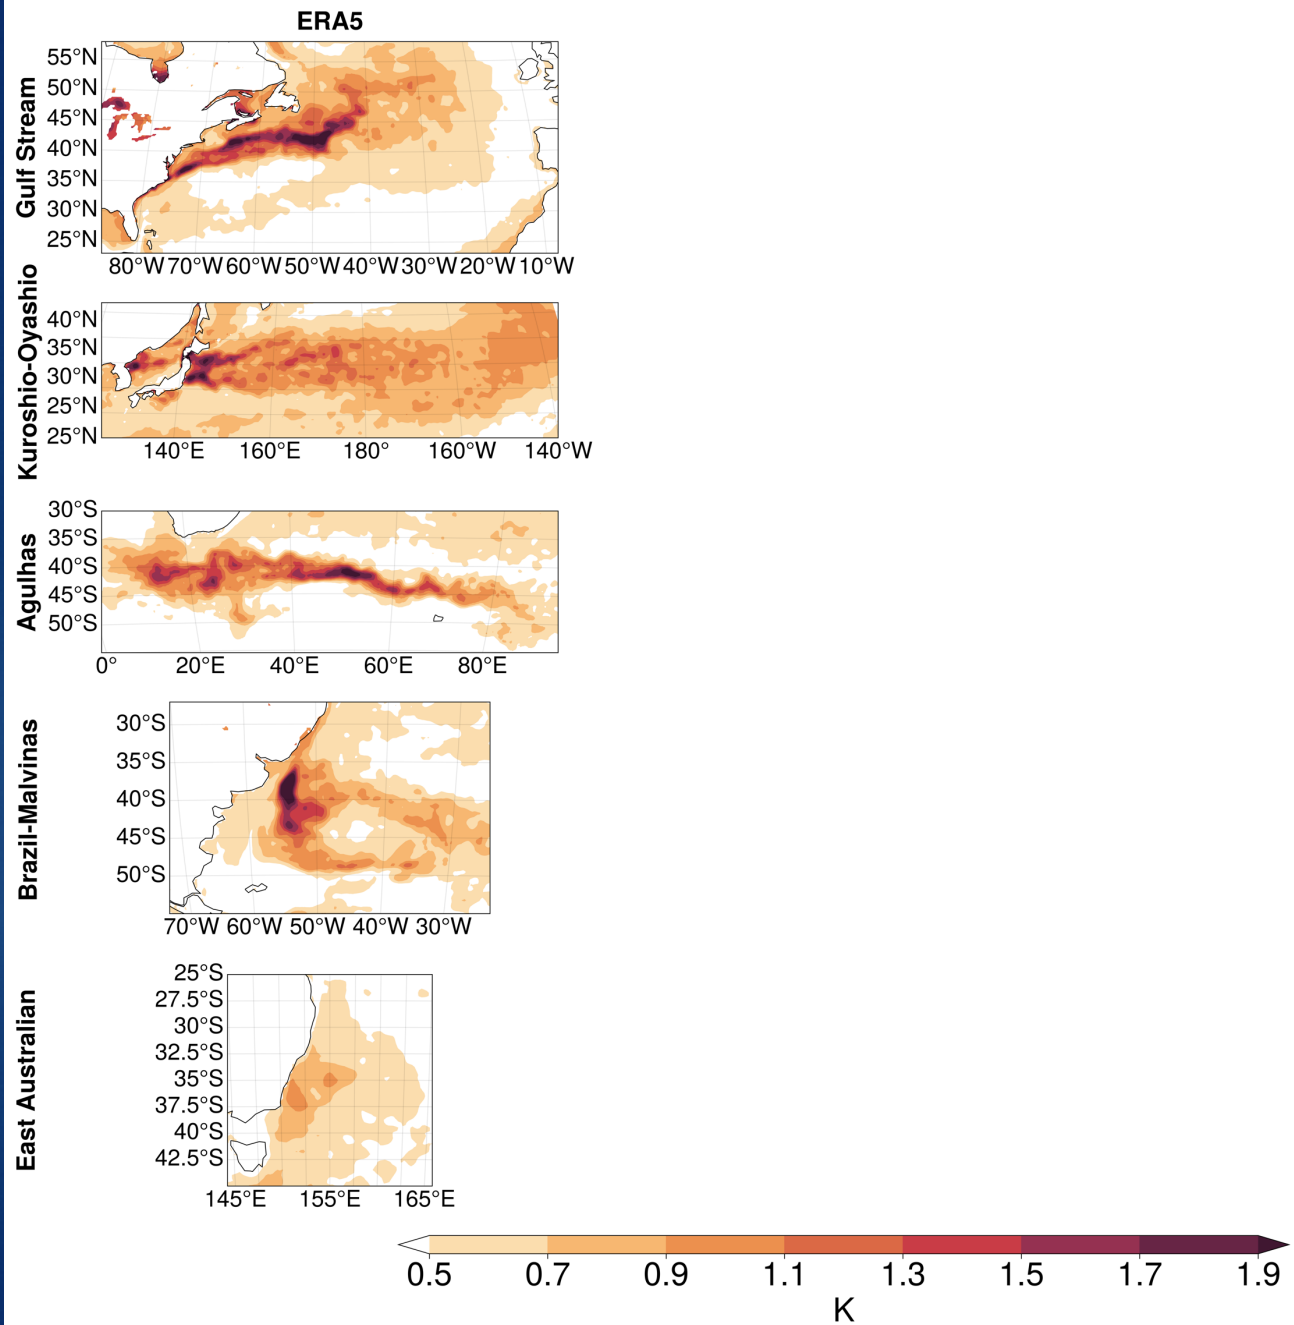 ERA5
Gulf Stream
55°N
50°N
45°N
40°N
35°N
30°N
25°N
80°W 70°W 60°W 50°W 40°W 30°W 20°W 10°W
Kuroshio-Oyashio
40°N
35°N
30°N
25°N
25°N
140°E 160°E 180° 160°W 140°W
Agulhas
30°S
35°S
40°S
45°S
50°S
0° 20°E 40°E 60°E 80°E
Brazil-Malvinas
30°S
35°S
40°S
45°S
50°S
70°W 60°W 50°W 40°W 30°W
East Australian
25°S
27.5°S
30°S
32.5°S
35°S
37.5°S
40°S
42.5°S
145°E 155°E 165°E
0.5 0.7 0.9 1.1 1.3 1.5 1.7 1.9
K